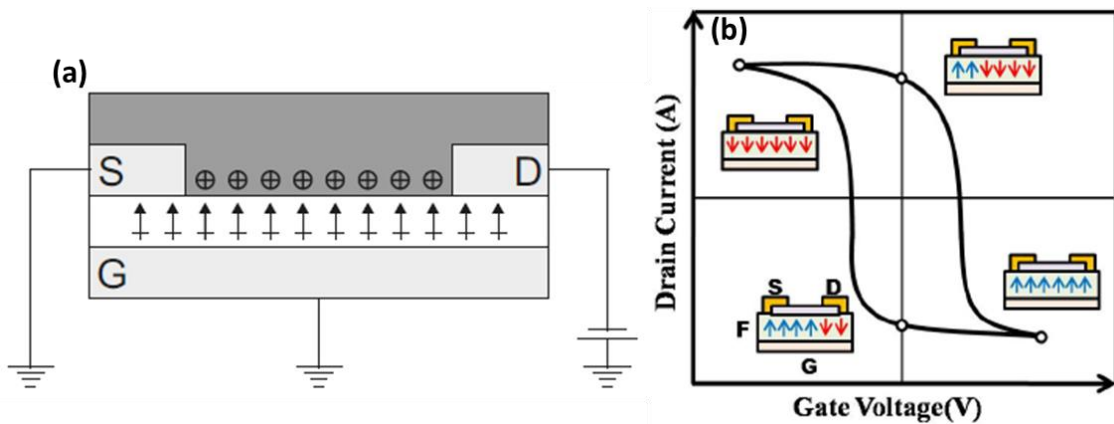 (a)
S
D
G
(b)
Drain Current (A)
S D
F
G
Gate Voltage(V)